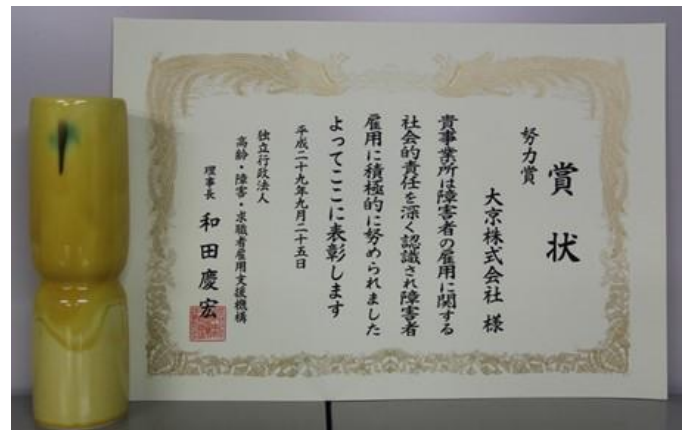 賞状
努力賞
大京株式会社 様
貴事業所は障害者の雇用に関する
社会的責任を深く認識され障害者
雇用に積極的に努められました
よってここに表彰します
平成二十九年九月二十五日
独立行政法人
高齢・障害・求職者雇用支援機構
理事長 和田慶宏